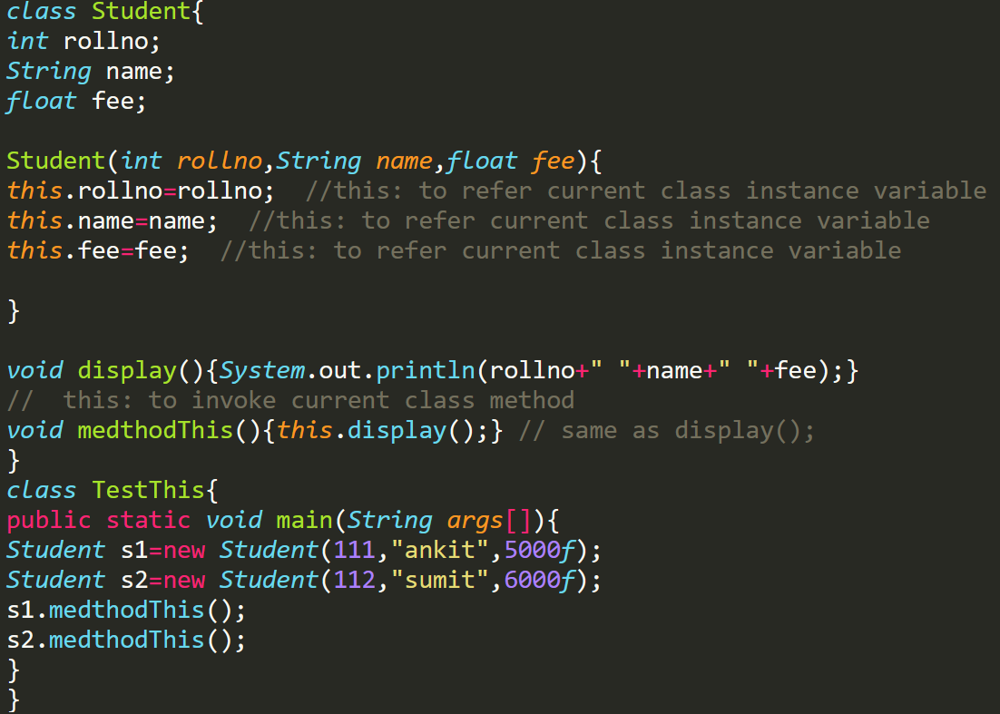 class Student{
int rollno;
String name;
float fee;
Student(int rollno,String name,float fee){
this.rollno=rollno;  //this: to refer current class instance variable
this.name=name;  //this: to refer current class instance variable
this.fee=fee;  //this: to refer current class instance variable
}
void display(){System.out.println(rollno+" "+name+" "+fee);}
//  this: to invoke current class method
void medthodThis(){this.display();} // same as display();
}
class TestThis{
public static void main(String args[]){
Student s1=new Student(111,"ankit",5000f);
Student s2=new Student(112,"sumit",6000f);
s1.medthodThis();
s2.medthodThis();
}
}